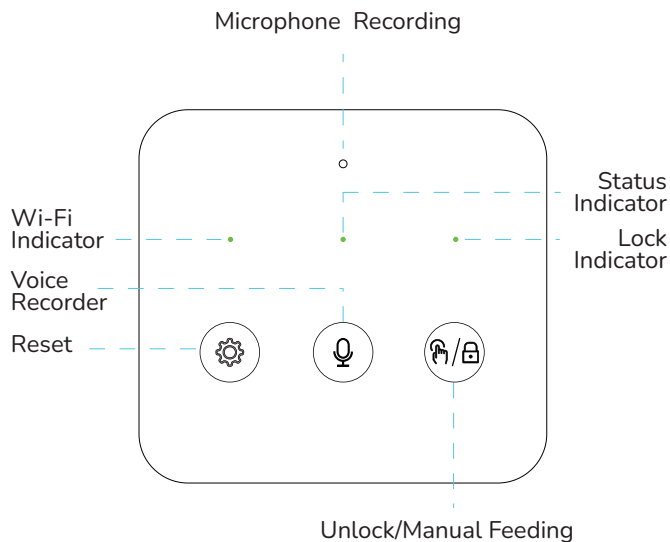 Microphone Recording
Status
Indicator
Wi-Fi
Indicator
Lock
Indicator
Voice
Recorder
Reset
Unlock/Manual Feeding